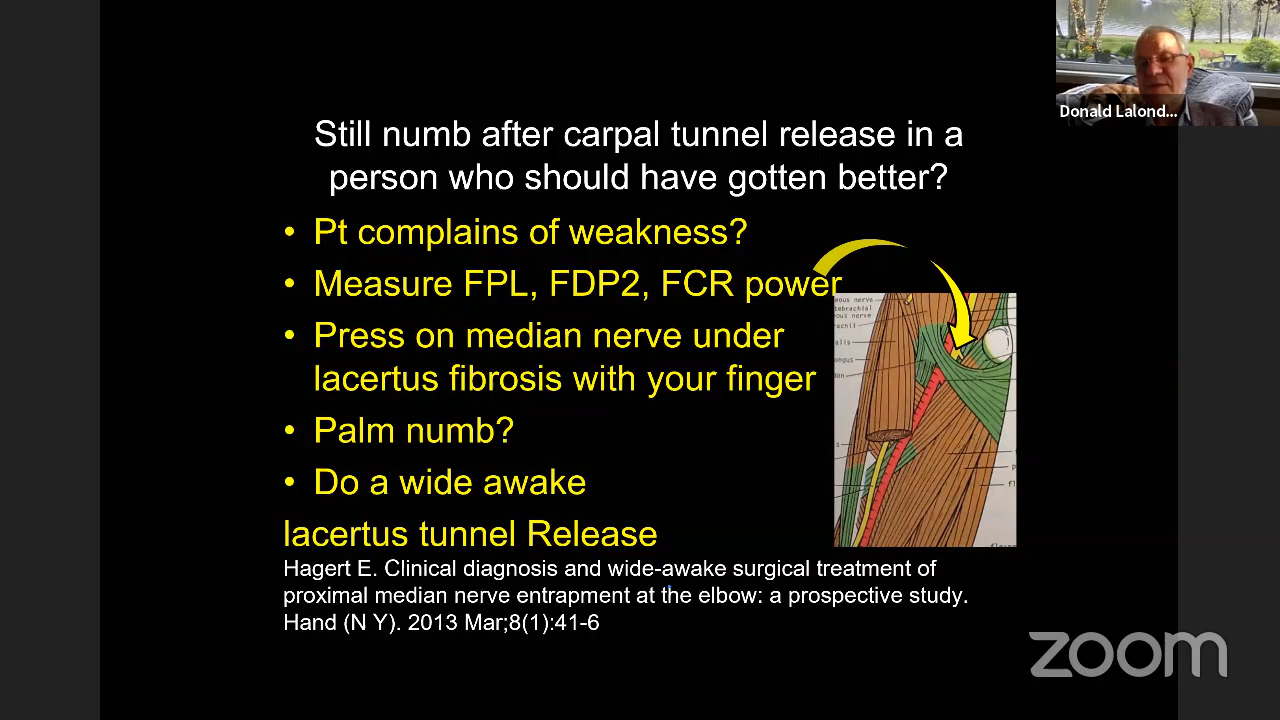 Donald Lalond...
Still numb after carpal tunnel release in a
person who should have gotten better?
• Pt complains of weakness?
• Measure FPL, FDP2, FCR power
• Press on median nerve under
lacertus fibrosis with your finger
• Palm numb?
• Do a wide awake
lacertus tunnel Release
Hagert E. Clinical diagnosis and wide-awake surgical treatment of
proximal median nerve entrapment at the elbow: a prospective study.
Hand (N Y). 2013 Mar;8(1):41-6
zoom